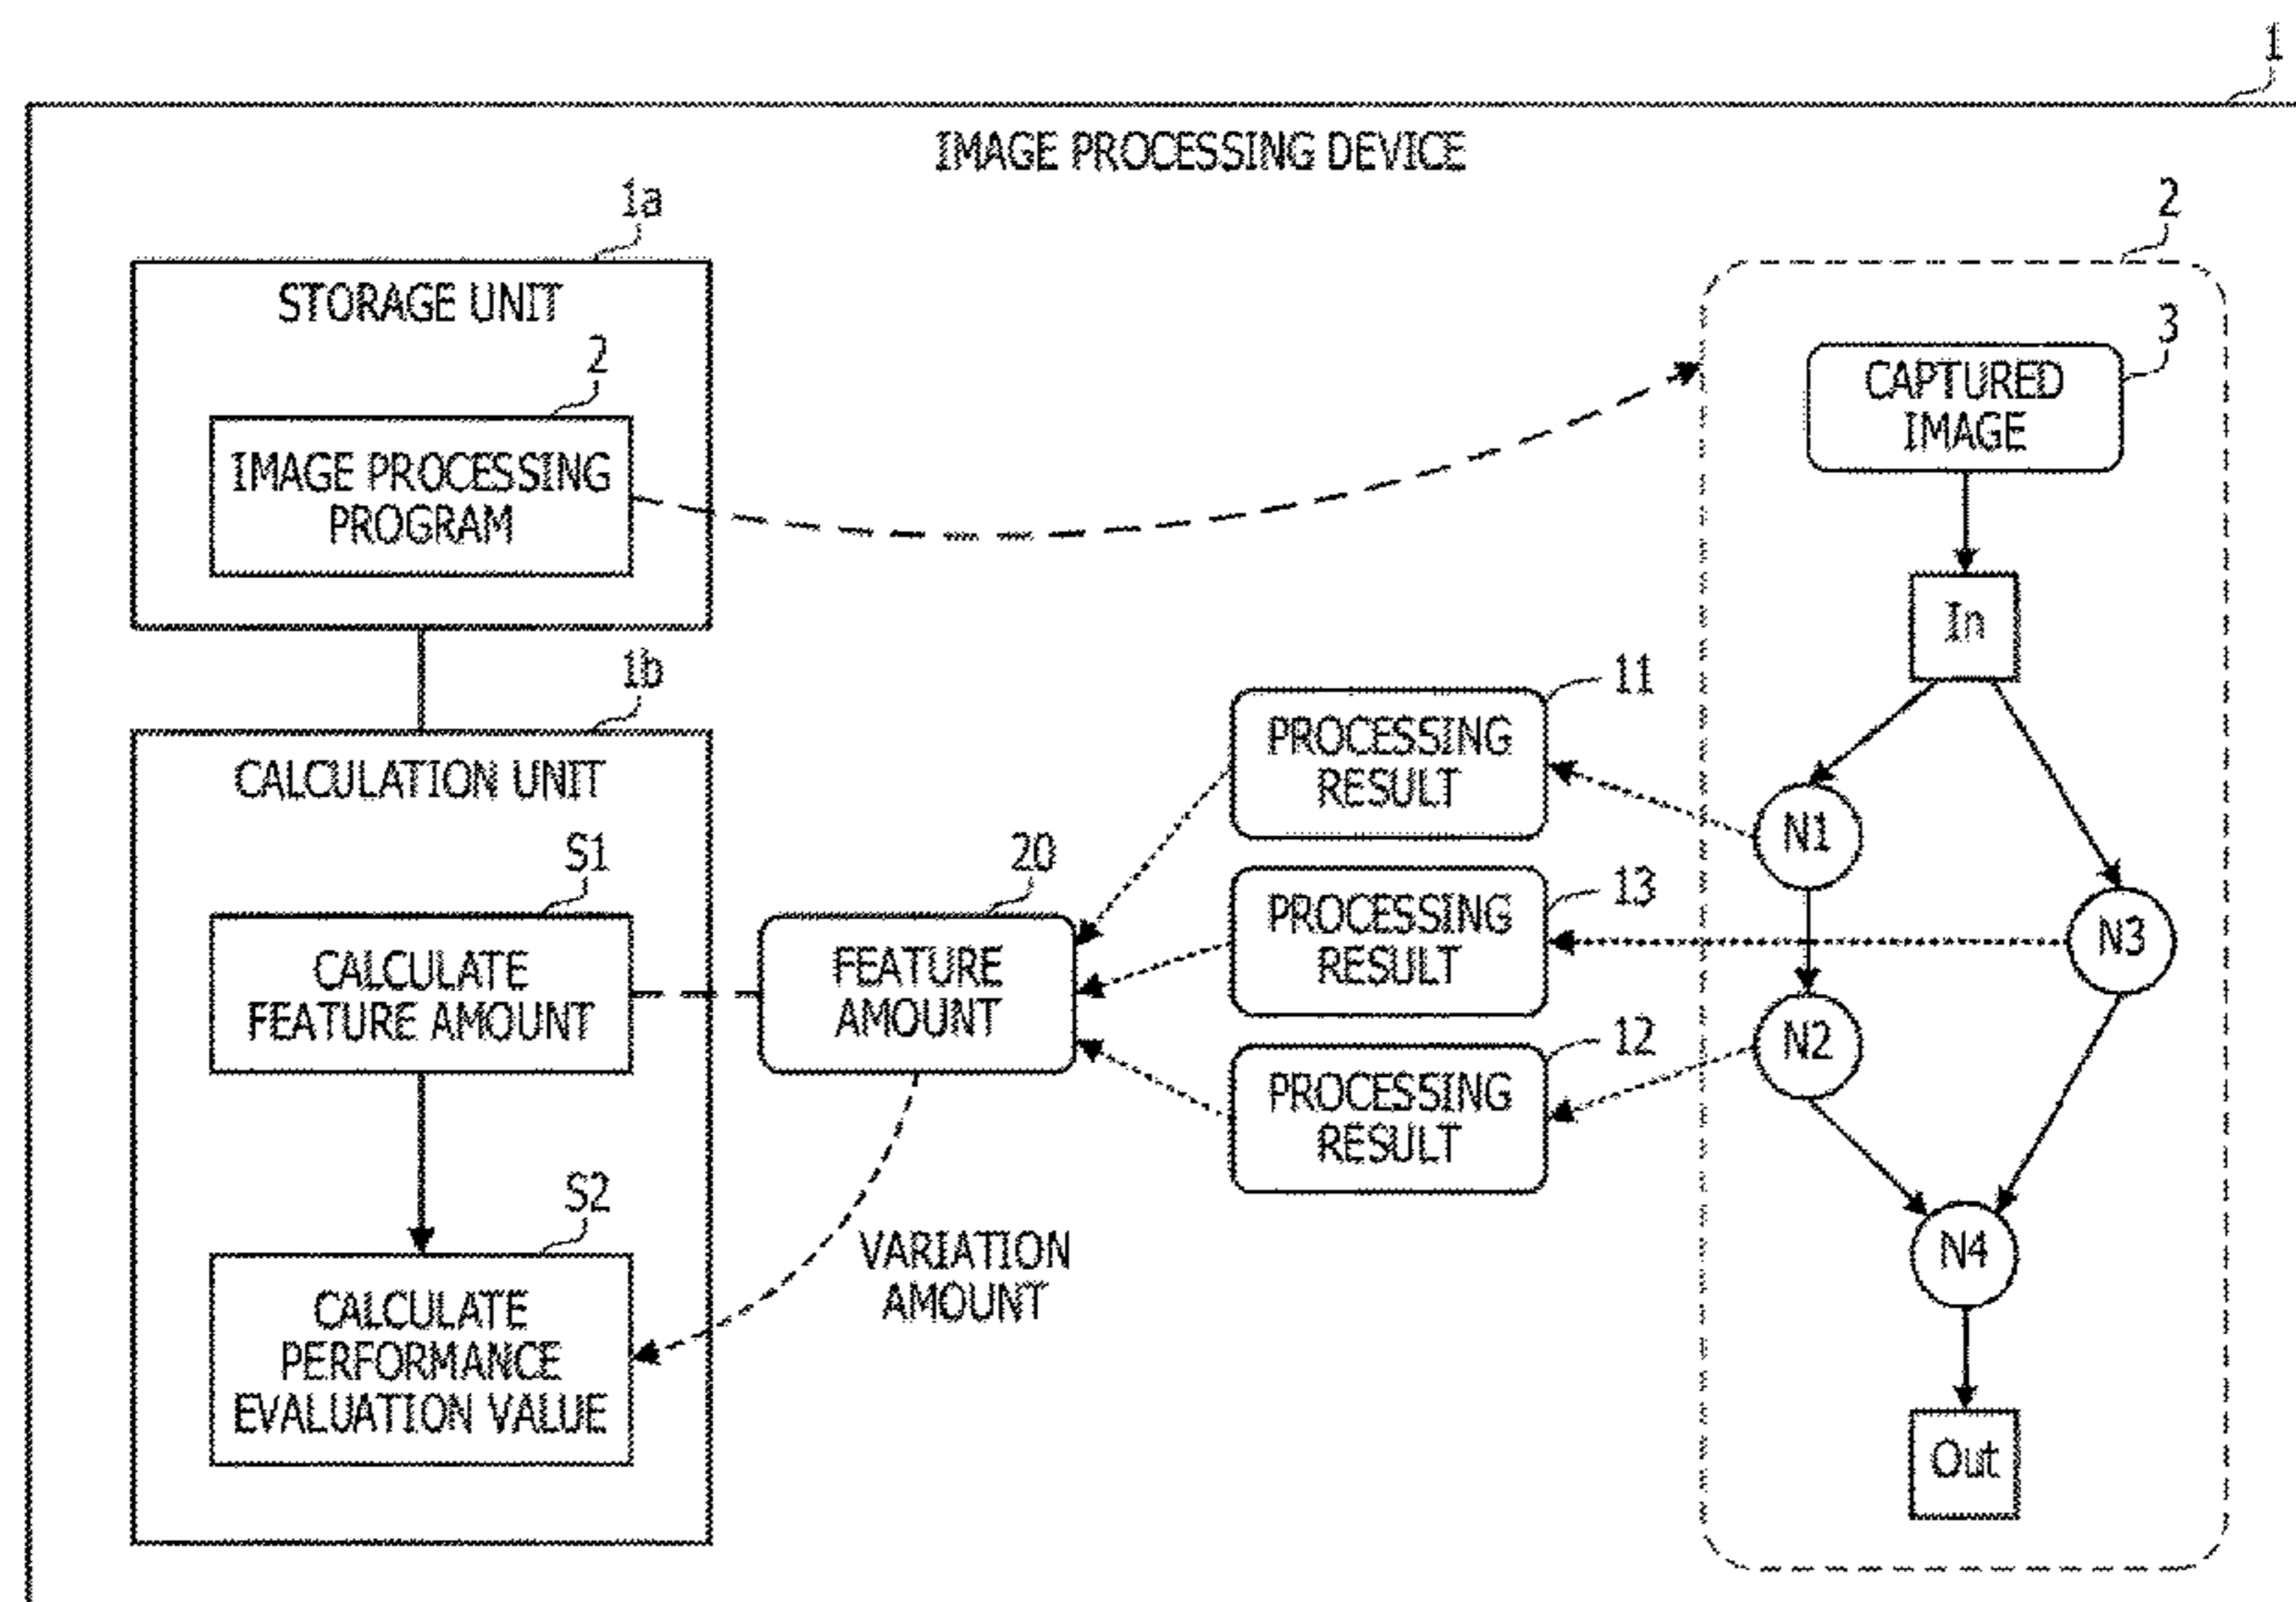 1
IMAGE PROCESSING DEVICE
1a
STORAGE UNIT
2
IMAGE PROCESSING
PROGRAM
1b
CALCULATION UNIT
S1
CALCULATE
FEATURE AMOUNT
S2
CALCULATE
PERFORMANCE
EVALUATION VALUE
20
FEATURE
AMOUNT
VARIATION
AMOUNT
11
PROCESSING
RESULT
13
PROCESSING
RESULT
12
PROCESSING
RESULT
2
3
CAPTURED
IMAGE
In
N1
N3
N2
N4
Out